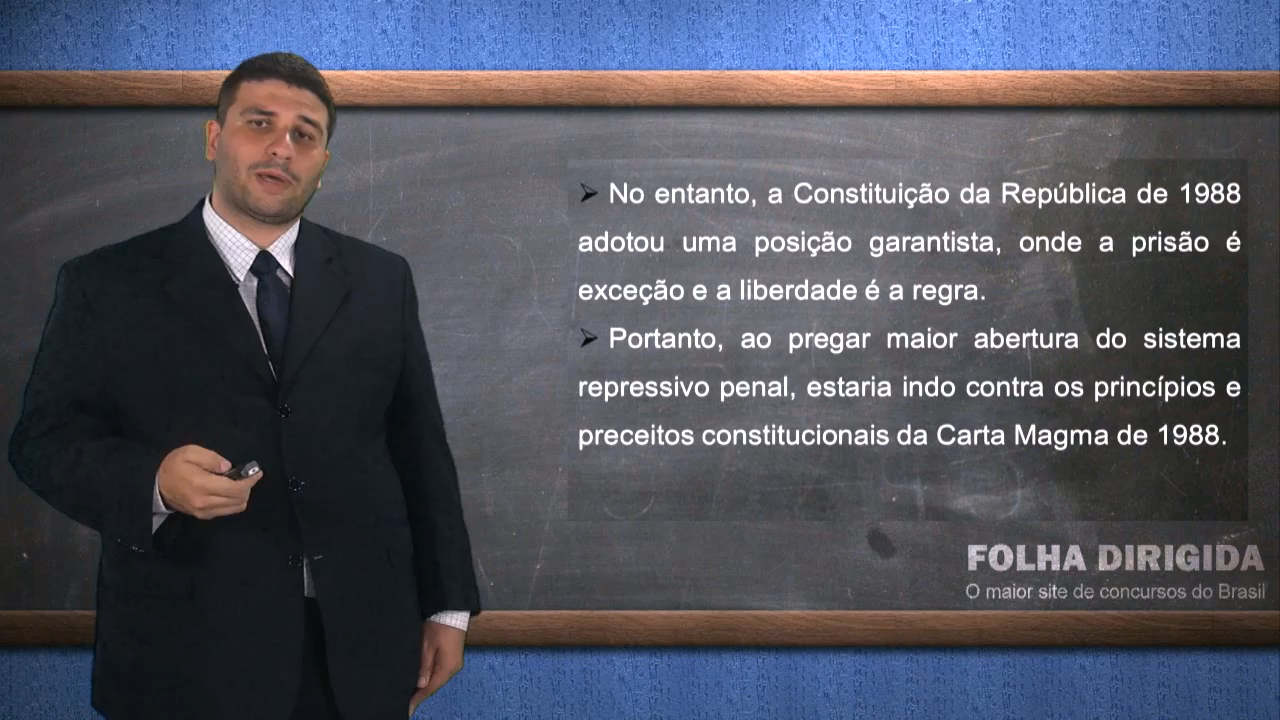 ➢ No entanto, a Constituição da República de 1988
adotou uma posição garantista, onde a prisão é
exceção e a liberdade é a regra.
➢ Portanto, ao pregar maior abertura do sistema
repressivo penal, estaria indo contra os princípios e
preceitos constitucionais da Carta Magma de 1988.
FOLHA DIRIGIDA
O maior site de concursos do Brasil